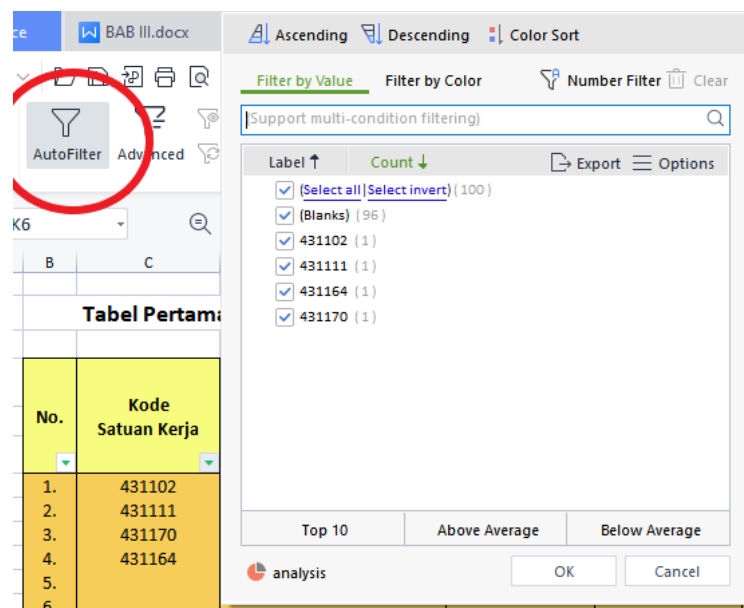 ce
BAB III.docx
AutoFilter
Advanced
K6
B
C
Tabel Pertama
No.
Kode
Satuan Kerja
1. 431102
2. 431111
3. 431170
4. 431164
5.
6
Ascending Descending Color Sort
Filter by Value Filter by Color Number Filter Clear
(Support multi-condition filtering)
Label Count Export Options
(Select all|Select invert) (100)
(Blanks) (96)
431102 (1)
431111 (1)
431164 (1)
431170 (1)
Top 10 Above Average Below Average
analysis OK Cancel